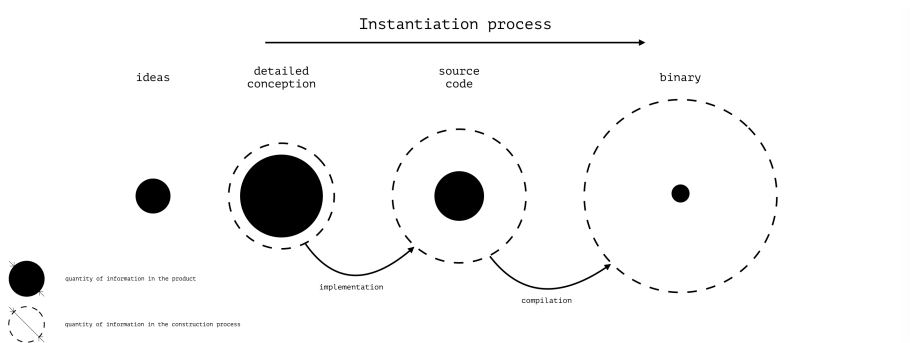 Instantiation process
ideas
detailed
conception
source
code
binary
implementation
compilation
quantity of information in the product
quantity of information in the construction process